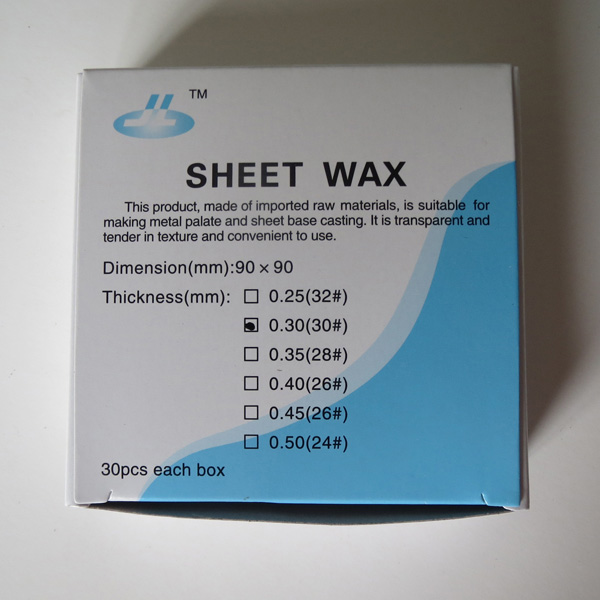 TM
SHEET WAX
This product, made of imported raw materials, is suitable for
making metal palate and sheet base casting. It is transparent and
tender in texture and convenient to use.
Dimension(mm):90×90
Thickness(mm): ☐ 0.25(32#)
☑ 0.30(30#)
☐ 0.35(28#)
☐ 0.40(26#)
☐ 0.45(26#)
☐ 0.50(24#)
30pcs each box